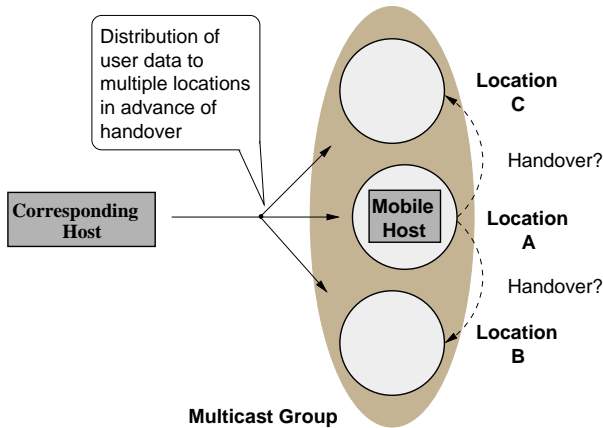 Distribution of
user data to
multiple locations
in advance of
handover
Location
C
Handover?
Corresponding
Host
Mobile
Host
Location
A
Handover?
Location
B
Multicast Group